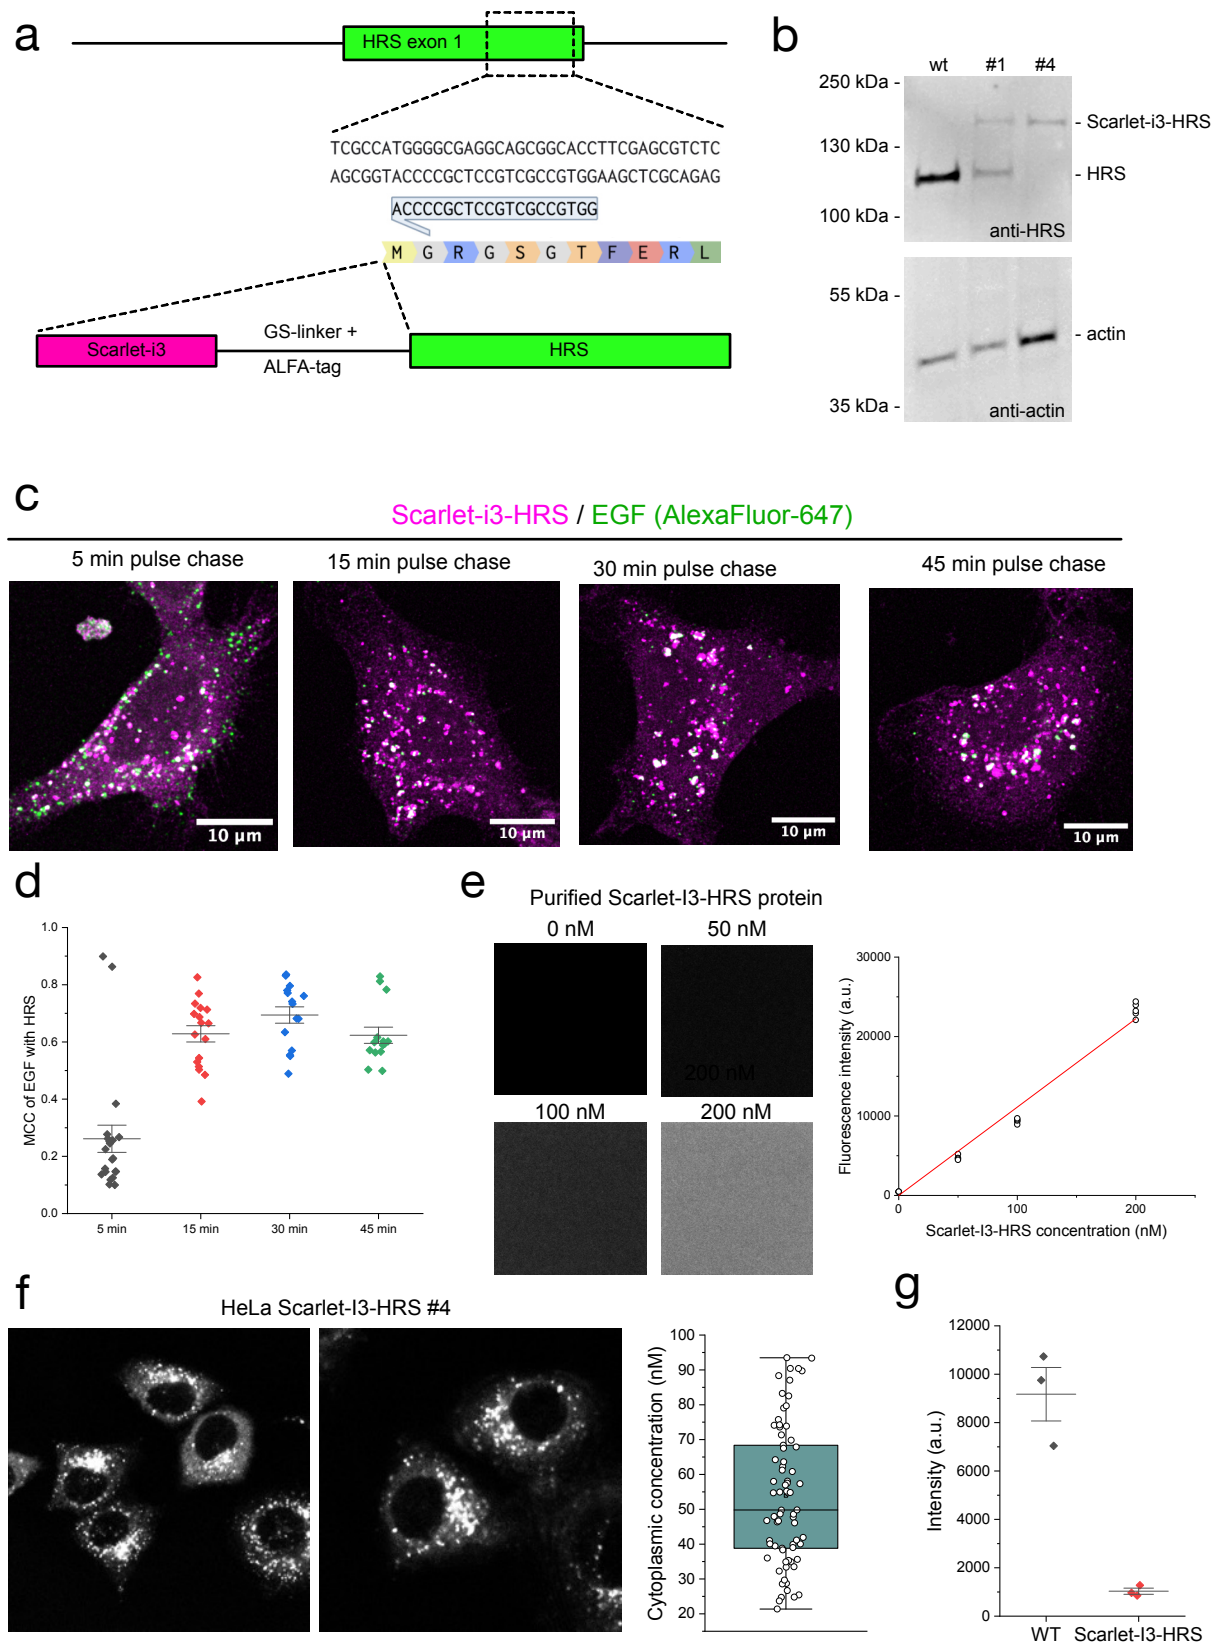 a
HRS exon 1
TCGCCATGGGGCGAGGCAGCGGCACCTTCGAGCGTCTC
AGCGGTACCCCGCTCCGTCGCCGTGGAAGCTCGCAGAG
ACCCCGCTCCGTCGCCGTGG
M G R G S G T F E R L
GS-linker +
Scarlet-i3
HRS
ALFA-tag
b
wt #1 #4
250 kDa -
- Scarlet-i3-HRS
130 kDa -
- HRS
100 kDa -
anti-HRS
55 kDa -
- actin
35 kDa -
anti-actin
c
Scarlet-i3-HRS / EGF (AlexaFluor-647)
5 min pulse chase
15 min pulse chase
30 min pulse chase
45 min pulse chase
10 µm
10 µm
10 µm
10 µm
d
MCC of EGF with HRS
1.0
0.8
0.6
0.4
0.2
0.0
5 min
15 min
30 min
45 min
e
Purified Scarlet-I3-HRS protein
0 nM
50 nM
200 nM
100 nM
200 nM
Fluorescence intensity (a.u.)
30000
20000
10000
0
0
100
200
Scarlet-I3-HRS concentration (nM)
f
HeLa Scarlet-I3-HRS #4
Cytoplasmic concentration (nM)
100
90
80
70
60
50
40
30
20
g
Intensity (a.u.)
12000
10000
8000
6000
4000
2000
0
WT
Scarlet-I3-HRS